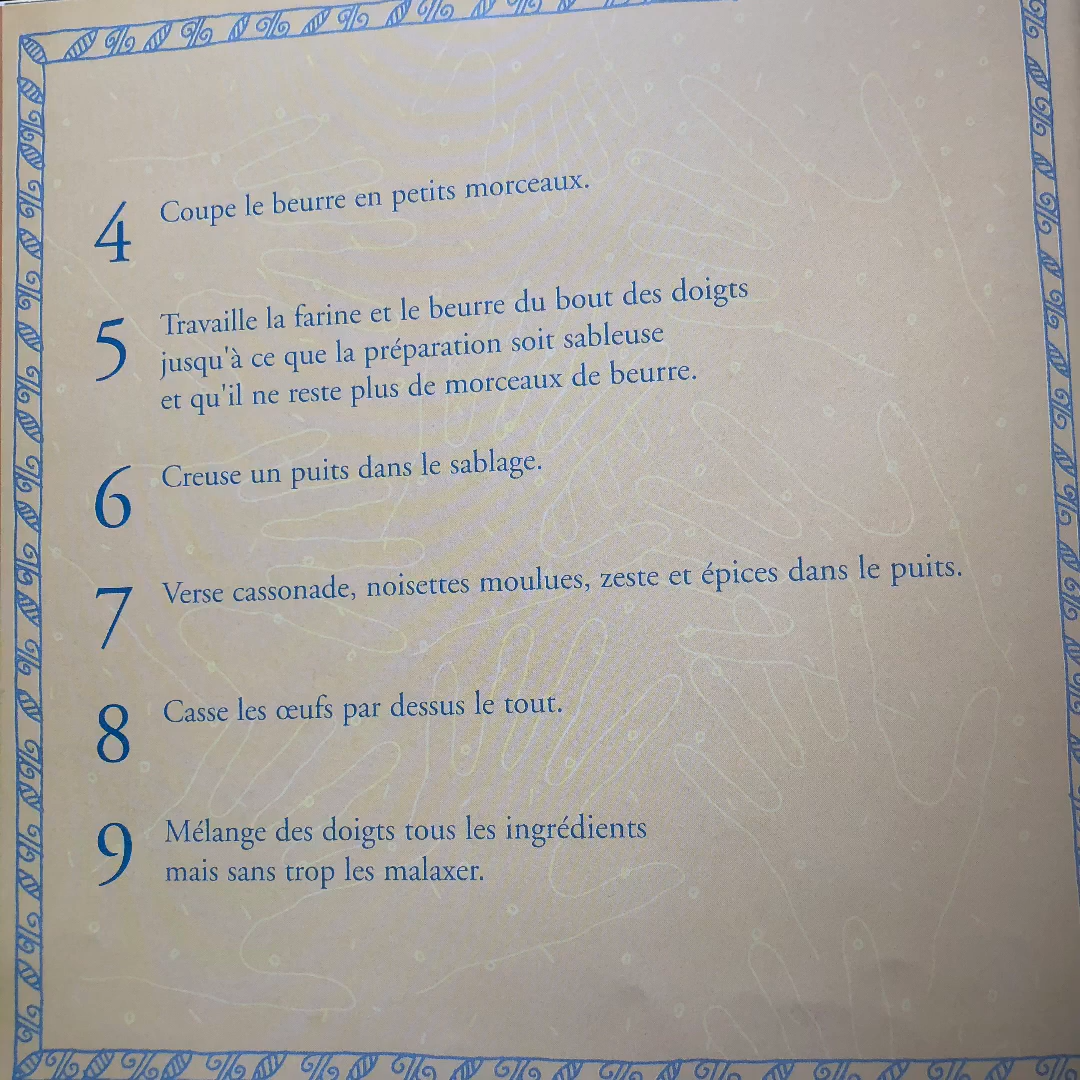 4 Coupe le beurre en petits morceaux.
5 Travaille la farine et le beurre du bout des doigts
jusqu'à ce que la préparation soit sableuse
et qu'il ne reste plus de morceaux de beurre.
6 Creuse un puits dans le sablage.
7 Verse cassonade, noisettes moulues, zeste et épices dans le puits.
8 Casse les œufs par dessus le tout.
9 Mélange des doigts tous les ingrédients
mais sans trop les malaxer.